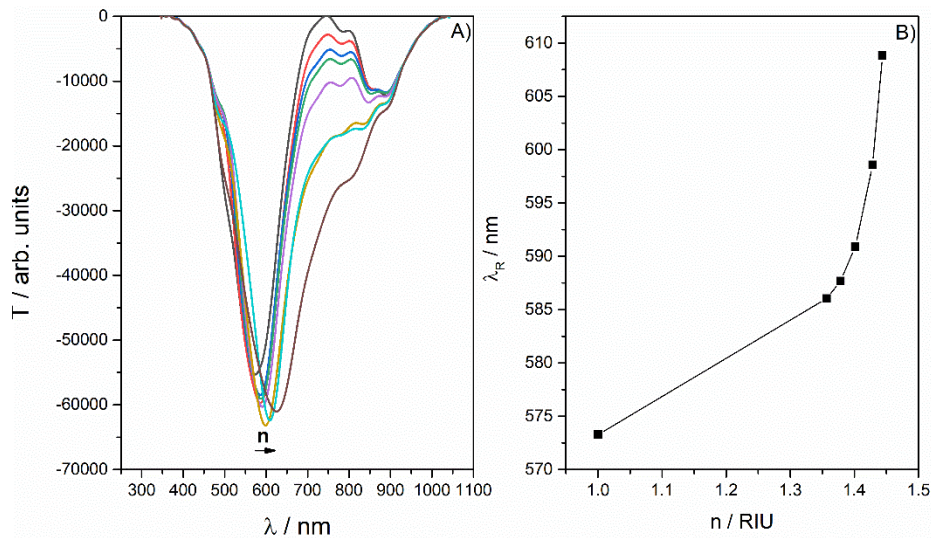 A)
0
-10000
-20000
-30000
-40000
-50000
-60000
-70000
T / arb. units
n
300 400 500 600 700 800 900 1000 1100
λ / nm
B)
610
605
600
595
590
585
580
575
570
λR / nm
1.0 1.1 1.2 1.3 1.4 1.5
n / RIU